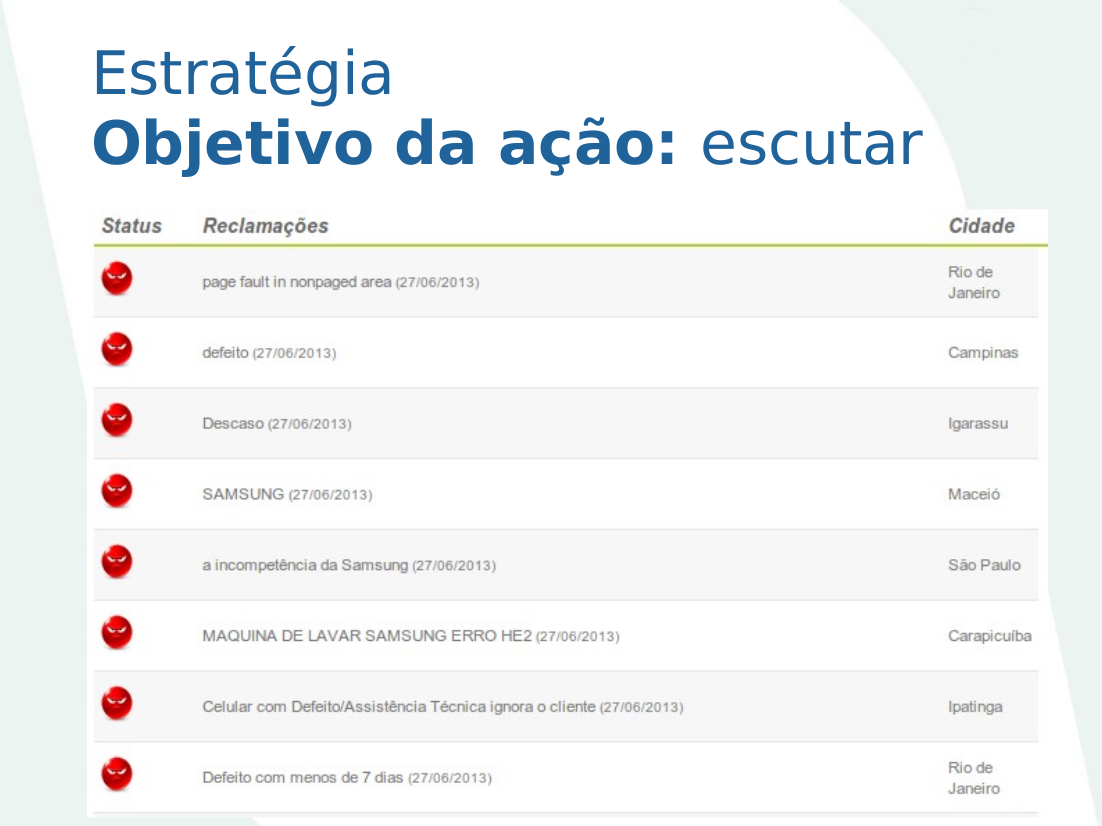 Estratégia
Objetivo da ação: escutar
Status Reclamações Cidade
page fault in nonpaged area (27/06/2013) Rio de
Janeiro
defeito (27/06/2013) Campinas
Descaso (27/06/2013) Igarassu
SAMSUNG (27/06/2013) Maceió
a incompetência da Samsung (27/06/2013) São Paulo
MAQUINA DE LAVAR SAMSUNG ERRO HE2 (27/06/2013) Carapicuíba
Celular com Defeito/Assistência Técnica ignora o cliente (27/06/2013) Ipatinga
Defeito com menos de 7 dias (27/06/2013) Rio de
Janeiro